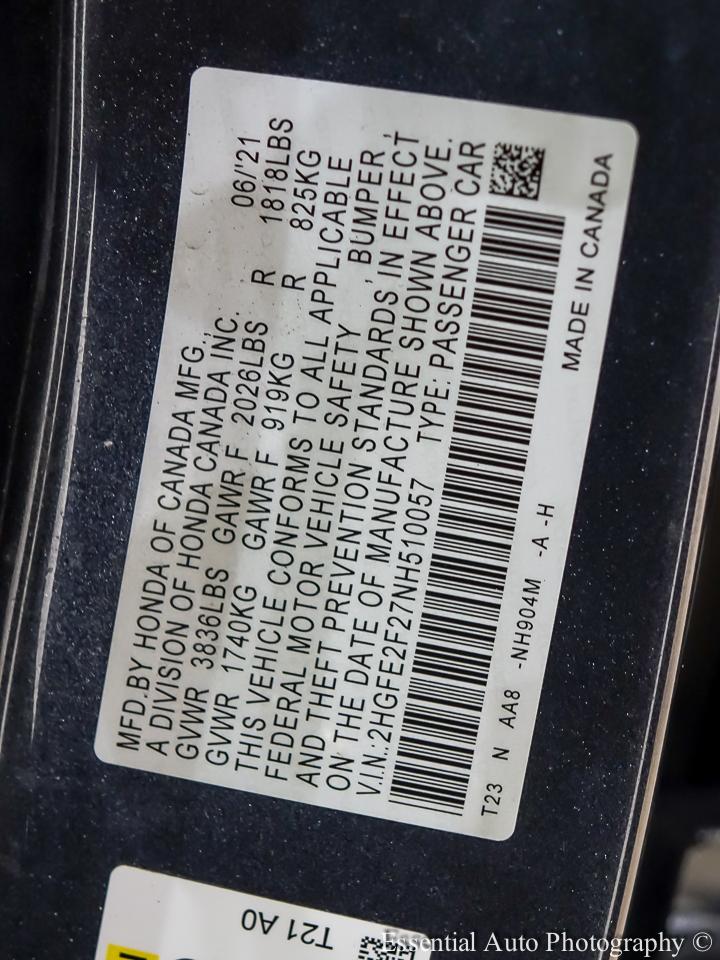 MFD.BY HONDA OF CANADA MFG.,
A DIVISION OF HONDA CANADA INC. 06/'21
GVWR 3836LBS GAWR F 2026LBS R 1818LBS
GVWR 1740KG GAWR F 919KG R 825KG
THIS VEHICLE CONFORMS TO ALL APPLICABLE
FEDERAL MOTOR VEHICLE SAFETY, BUMPER,
AND THEFT PREVENTION STANDARDS IN EFFECT
ON THE DATE OF MANUFACTURE SHOWN ABOVE.
V.I.N.:2HGFE2F27NH510057 TYPE: PASSENGER CAR
T23 N AA8 -NH904M -A -H MADE IN CANADA
T21 A0
Essential Auto Photography ©